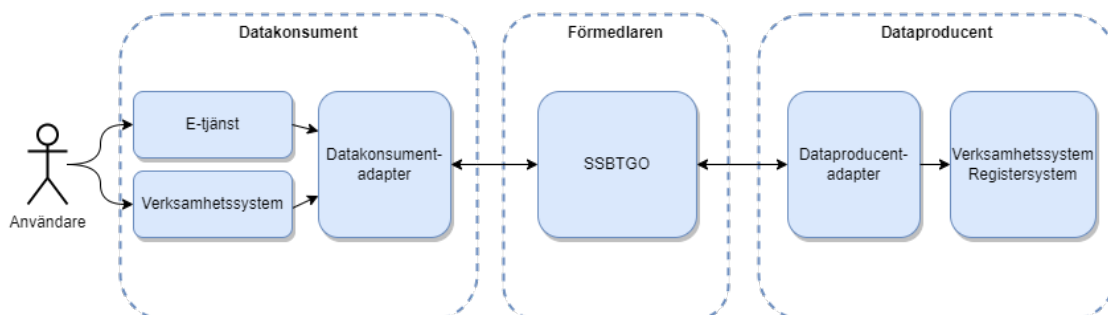 Datakonsument
Förmedlaren
Dataproducent
E-tjänst
Datakonsument-
adapter
SSBTGO
Dataproducent-
adapter
Verksamhetssystem
Registersystem
Verksamhetssystem
Användare